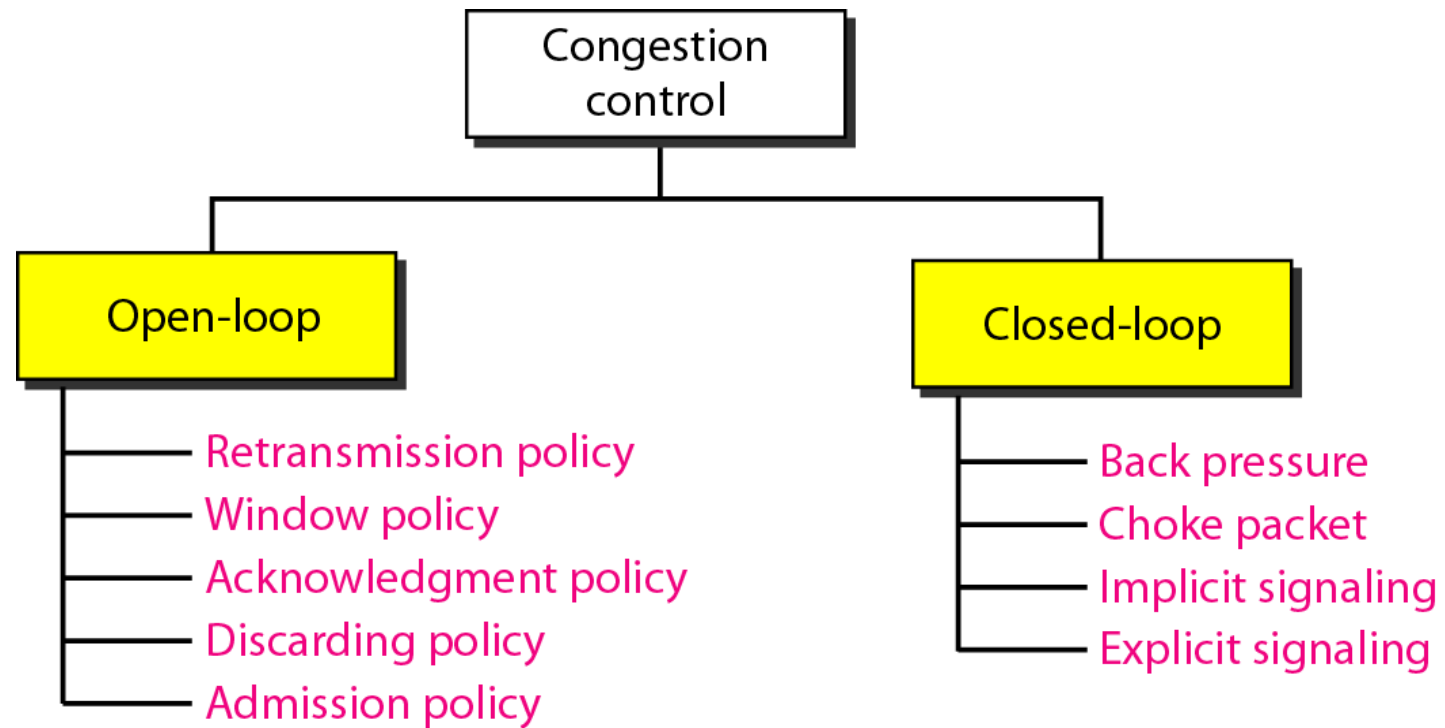 Congestion
control
Open-loop
Retransmission policy
Window policy
Acknowledgment policy
Discarding policy
Admission policy
Closed-loop
Back pressure
Choke packet
Implicit signaling
Explicit signaling